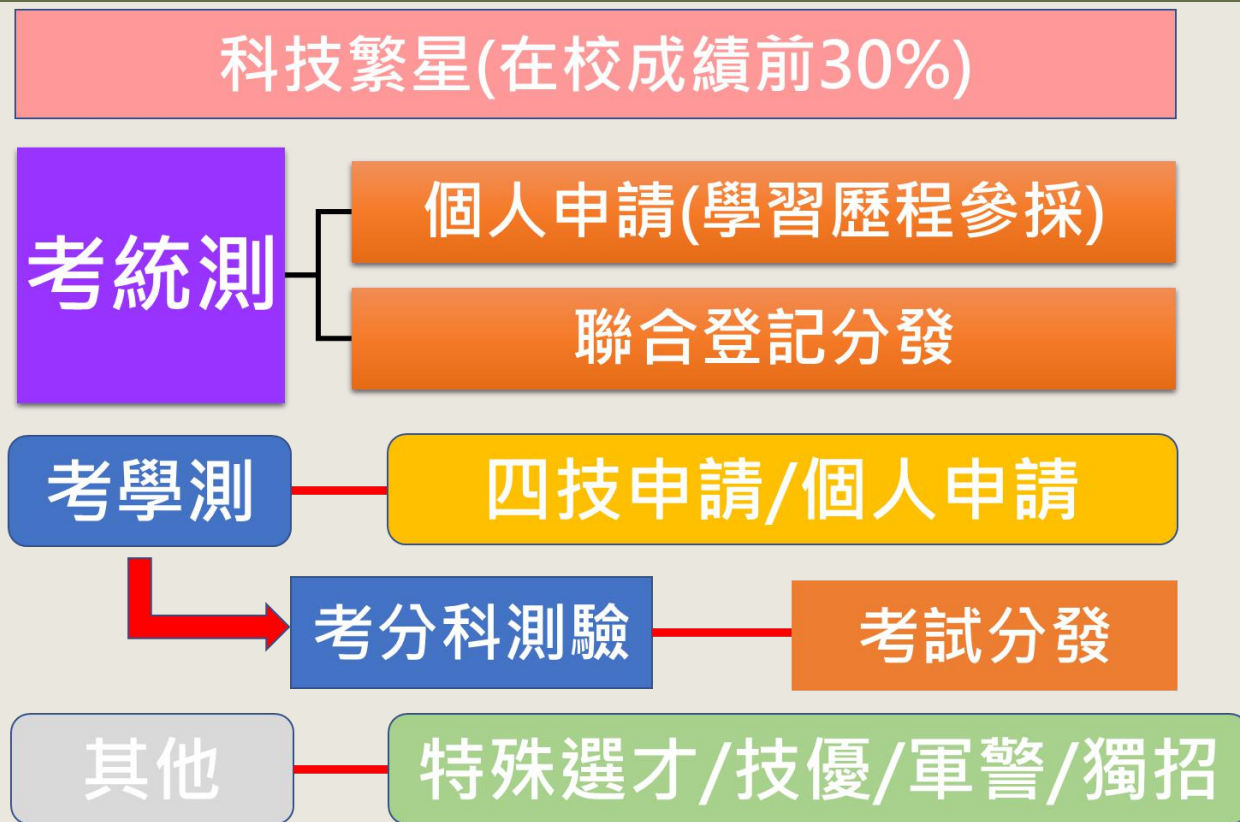 科技繁星(在校成績前30%)
考統測
個人申請(學習歷程參採)
聯合登記分發
考學測
四技申請/個人申請
考分科測驗
考試分發
其他
特殊選才/技優/軍警/獨招